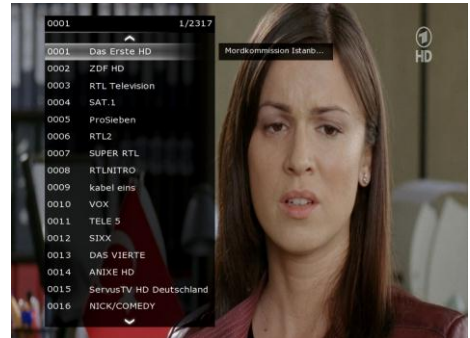 0001 1/2317
0001 Das Erste HD Mordkommission Istanb...
0002 ZDF HD
0003 RTL Television
0004 SAT.1
0005 ProSieben
0006 RTL2
0007 SUPER RTL
0008 RTLNITRO
0009 kabel eins
0010 VOX
0011 TELE 5
0012 SIXX
0013 DAS VIERTE
0014 ANIXE HD
0015 ServusTV HD Deutschland
0016 NICK/COMEDY
1
HD